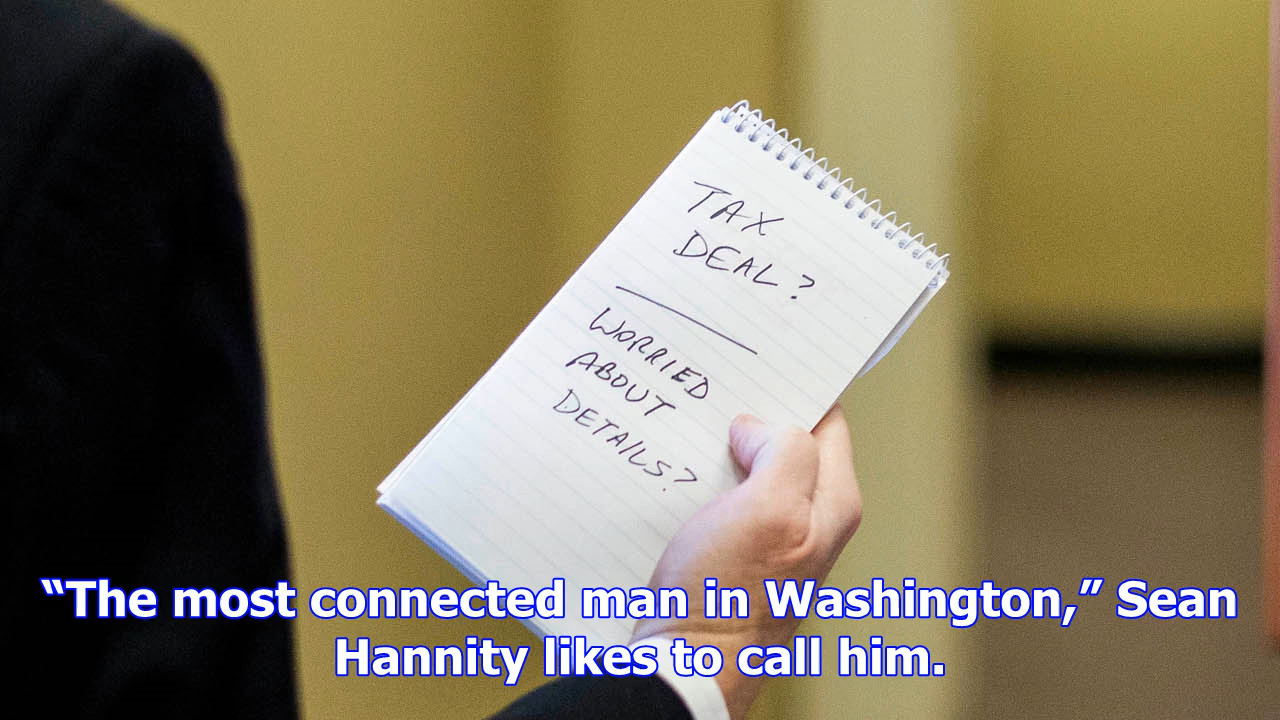 TAX
DEAL?
WORRIED
ABOUT
DETAILS?
“The most connected man in Washington,” Sean
Hannity likes to call him.